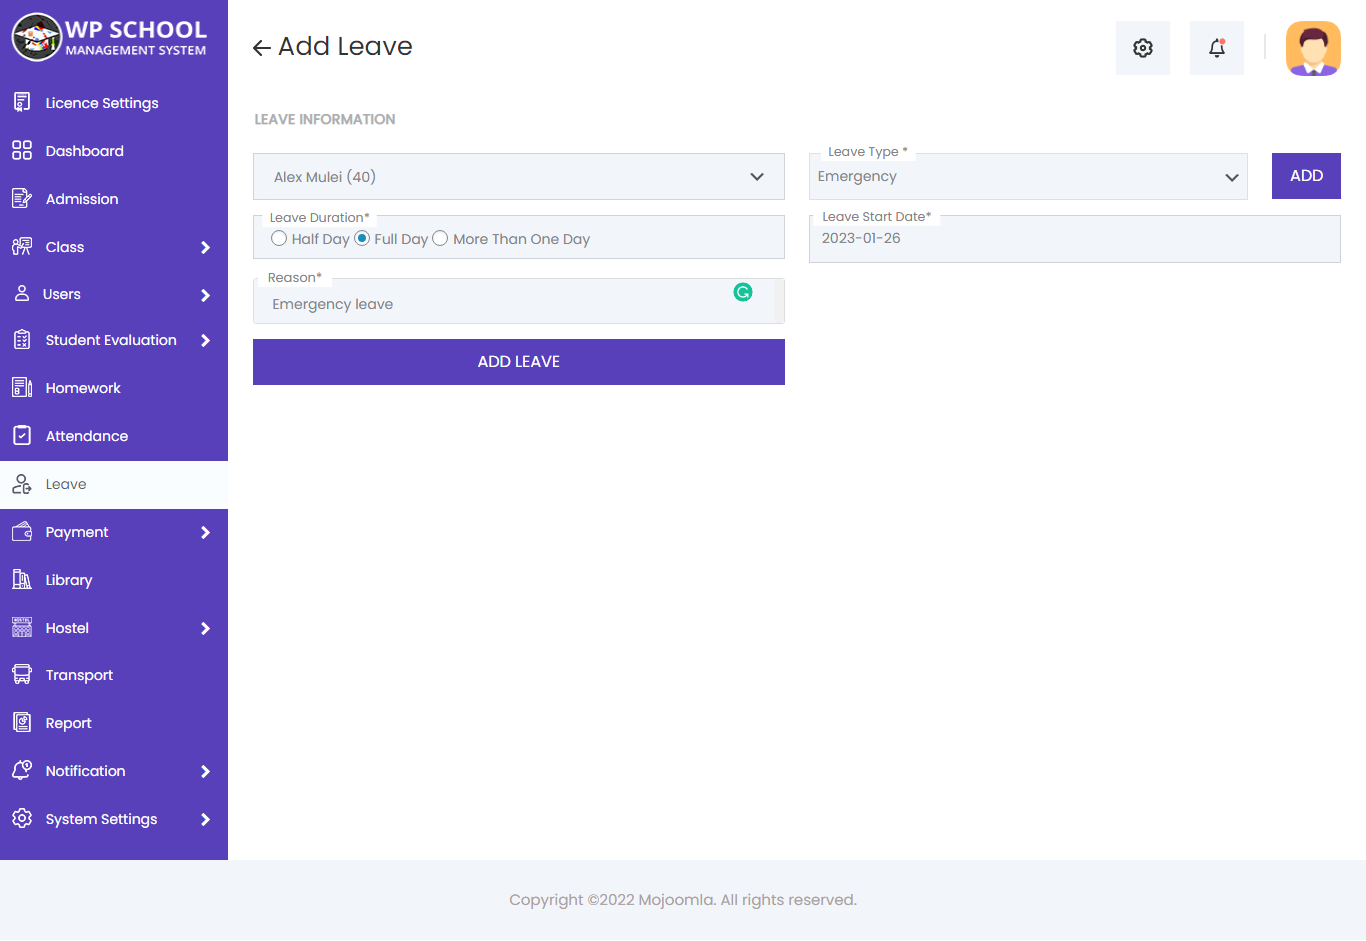 WP SCHOOL
MANAGEMENT SYSTEM
Licence Settings
Dashboard
Admission
Class
Users
Student Evaluation
Homework
Attendance
Leave
Payment
Library
Hostel
Transport
Report
Notification
System Settings
Add Leave
LEAVE INFORMATION
Alex Mulei (40)
Leave Type *
Emergency
ADD
Leave Duration*
Half Day Full Day More Than One Day
Leave Start Date*
2023-01-26
Reason*
Emergency leave
ADD LEAVE
Copyright ©2022 Mojoomla. All rights reserved.